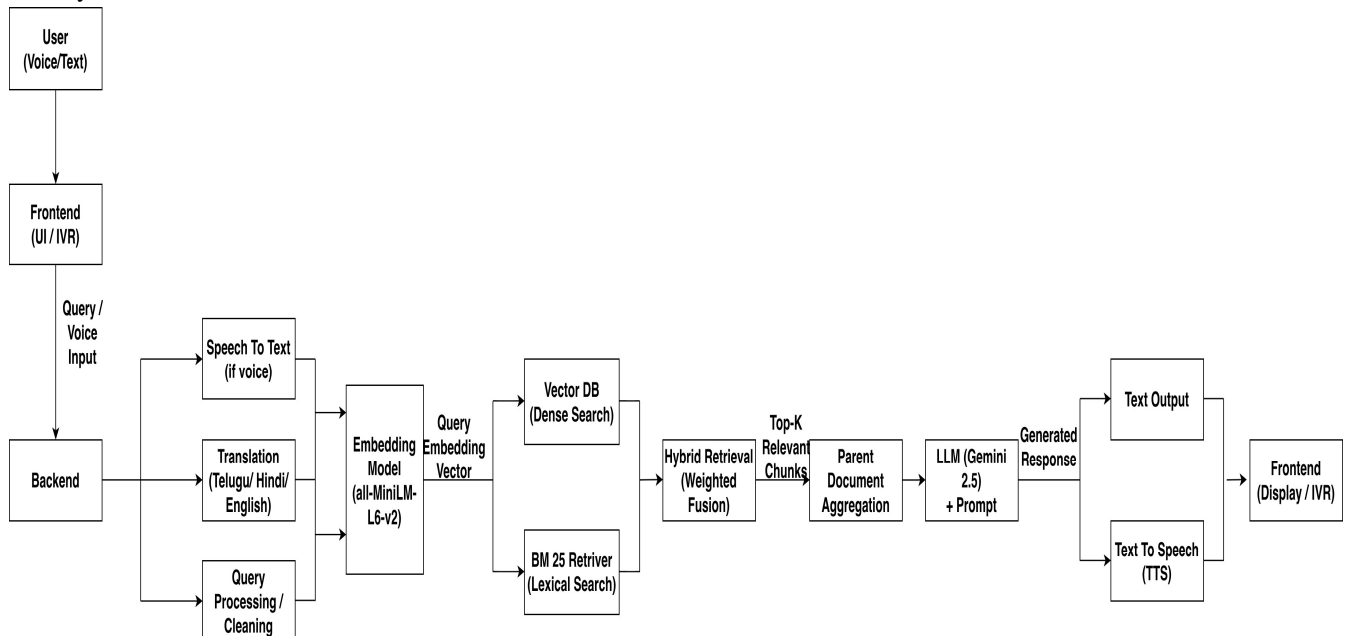 User
(Voice/Text)
Frontend
(UI / IVR)
Query /
Voice
Input
Backend
Speech To Text
(if voice)
Translation
(Telugu/ Hindi/
English)
Query
Processing /
Cleaning
Embedding
Model
(all-MiniLM-
L6-v2)
Query
Embedding
Vector
Vector DB
(Dense Search)
BM 25 Retriver
(Lexical Search)
Hybrid Retrieval
(Weighted
Fusion)
Top-K
Relevant
Chunks
Parent
Document
Aggregation
LLM (Gemini
2.5)
+ Prompt
Generated
Response
Text Output
Text To Speech
(TTS)
Frontend
(Display / IVR)